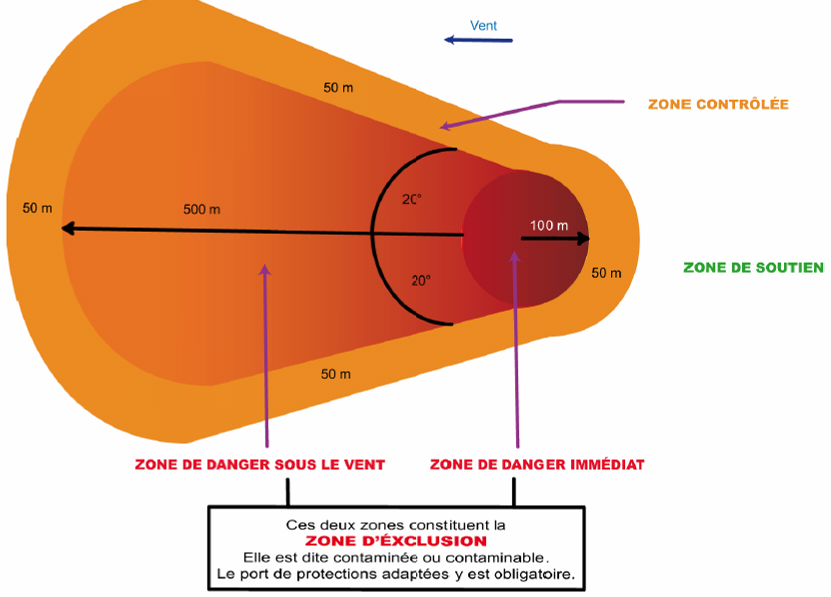 Vent
50 m
ZONE CONTRÔLÉE
20°
50 m
500 m
100 m
ZONE DE SOUTIEN
50 m
20°
50 m
ZONE DE DANGER SOUS LE VENT
ZONE DE DANGER IMMÉDIAT
Ces deux zones constituent la
ZONE D'ÉXCLUSION
Elle est dite contaminée ou contaminable.
Le port de protections adaptées y est obligatoire.